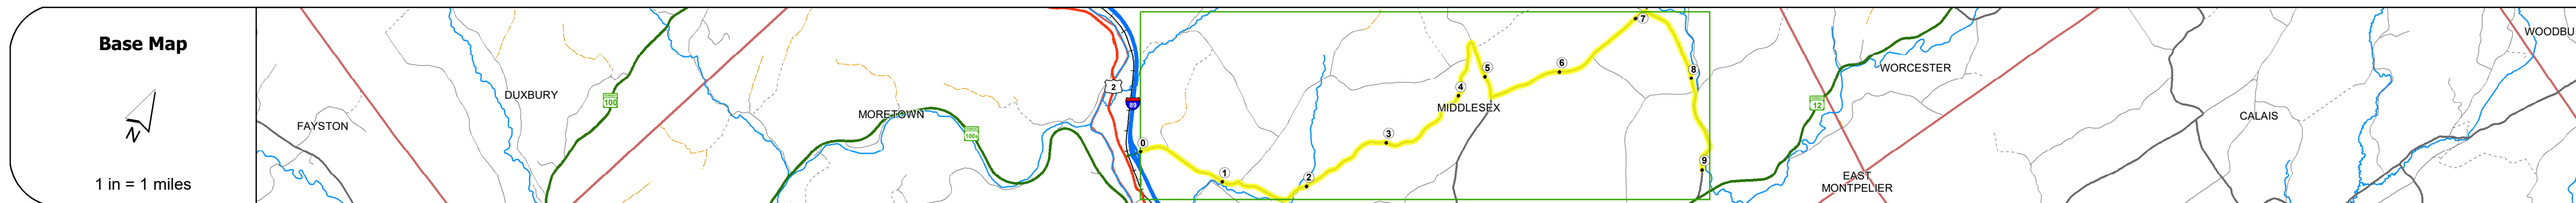 Base Map
N
1 in = 1 miles
FAYSTON
DUXBURY
100
MORETOWN
100B
2
89
0
1
2
3
4
5
6
7
8
9
MIDDLESEX
12
WORCESTER
EAST
MONTPELIER
CALAIS
WOODBU